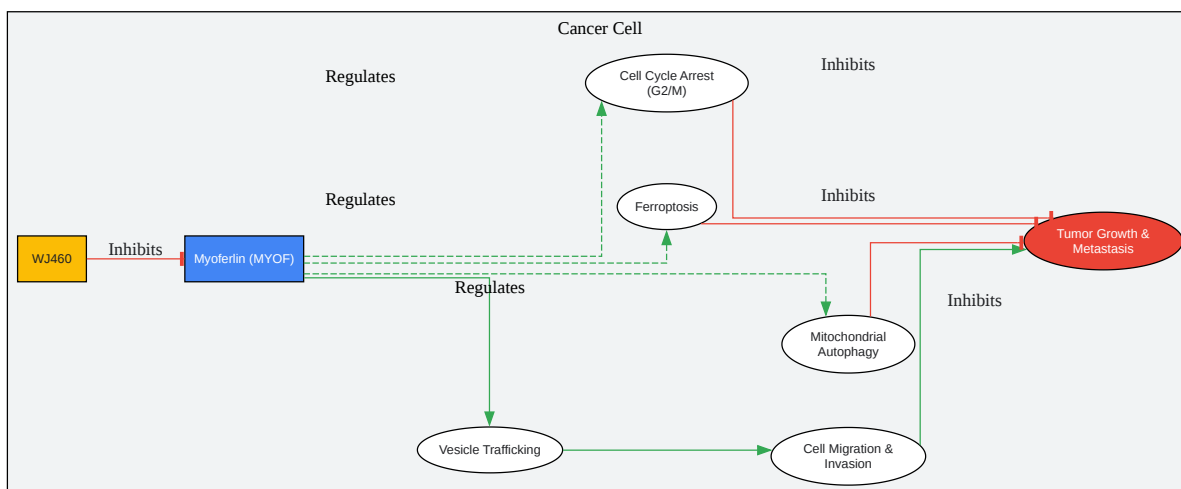 Cancer Cell
Regulates
Cell Cycle Arrest
(G2/M)
Inhibits
Regulates
Ferroptosis
Inhibits
WJ460
Inhibits
Myoferlin (MYOF)
Tumor Growth &
Metastasis
Regulates
Inhibits
Mitochondrial
Autophagy
Vesicle Trafficking
Cell Migration &
Invasion